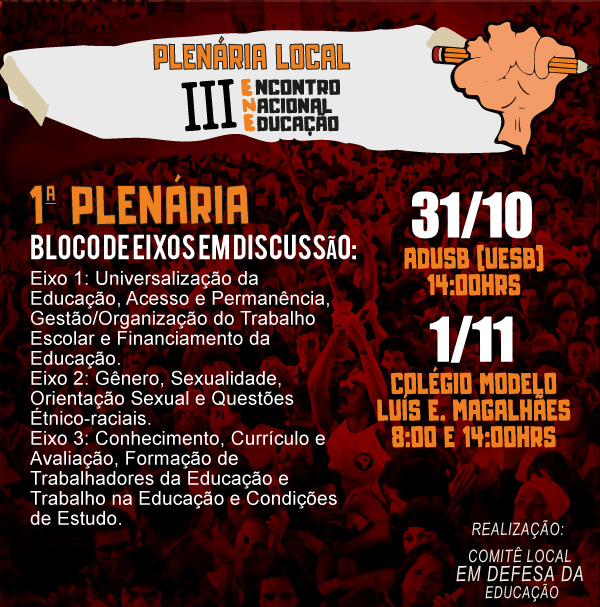 PLENÁRIA LOCAL
III ENCONTRO
NACIONAL
EDUCAÇÃO
1ª PLENÁRIA
BLOCO DE EIXOS EM DISCUSSÃO:
Eixo 1: Universalização da
Educação, Acesso e Permanência,
Gestão/Organização do Trabalho
Escolar e Financiamento da
Educação.
Eixo 2: Gênero, Sexualidade,
Orientação Sexual e Questões
Étnico-raciais.
Eixo 3: Conhecimento, Currículo e
Avaliação, Formação de
Trabalhadores da Educação e
Trabalho na Educação e Condições
de Estudo.
31/10
ADUSB (UESB)
14:00HRS
1/11
COLÉGIO MODELO
LUÍS E. MAGALHÃES
8:00 E 14:00HRS
REALIZAÇÃO:
COMITÊ LOCAL
EM DEFESA DA
EDUCAÇÃO